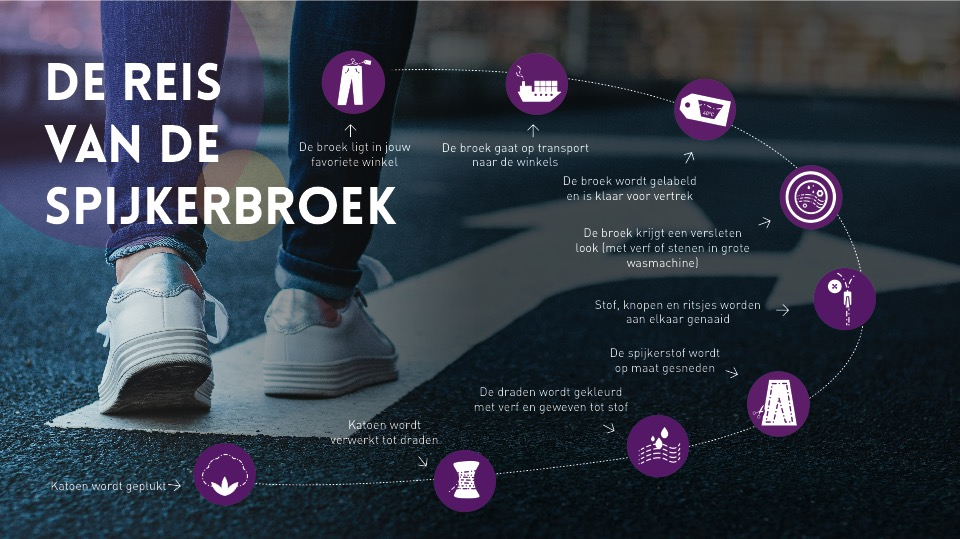 DE REIS
VAN DE
SPIJKERBROEK
De broek ligt in jouw
favoriete winkel
De broek gaat op transport
naar de winkels
De broek wordt gelabeld
en is klaar voor vertrek
De broek krijgt een versleten
look (met verf of stenen in grote
wasmachine)
Stof, knopen en ritsjes worden
aan elkaar genaaid
De spijkerstof wordt
op maat gesneden
De draden wordt gekleurd
met verf en geweven tot stof
Katoen wordt
verwerkt tot draden
Katoen wordt geplukt
40°C